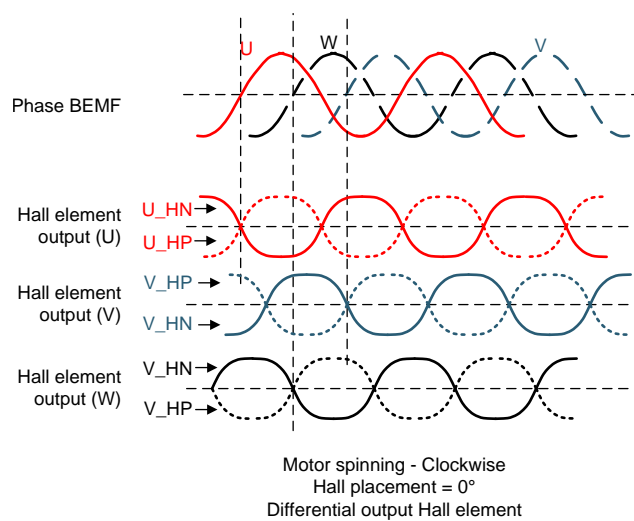 U
W
V
Phase BEMF
Hall element
output (U)
U_HN
U_HP
Hall element
output (V)
V_HP
V_HN
Hall element
output (W)
V_HN
V_HP
Motor spinning - Clockwise
Hall placement = 0°
Differential output Hall element